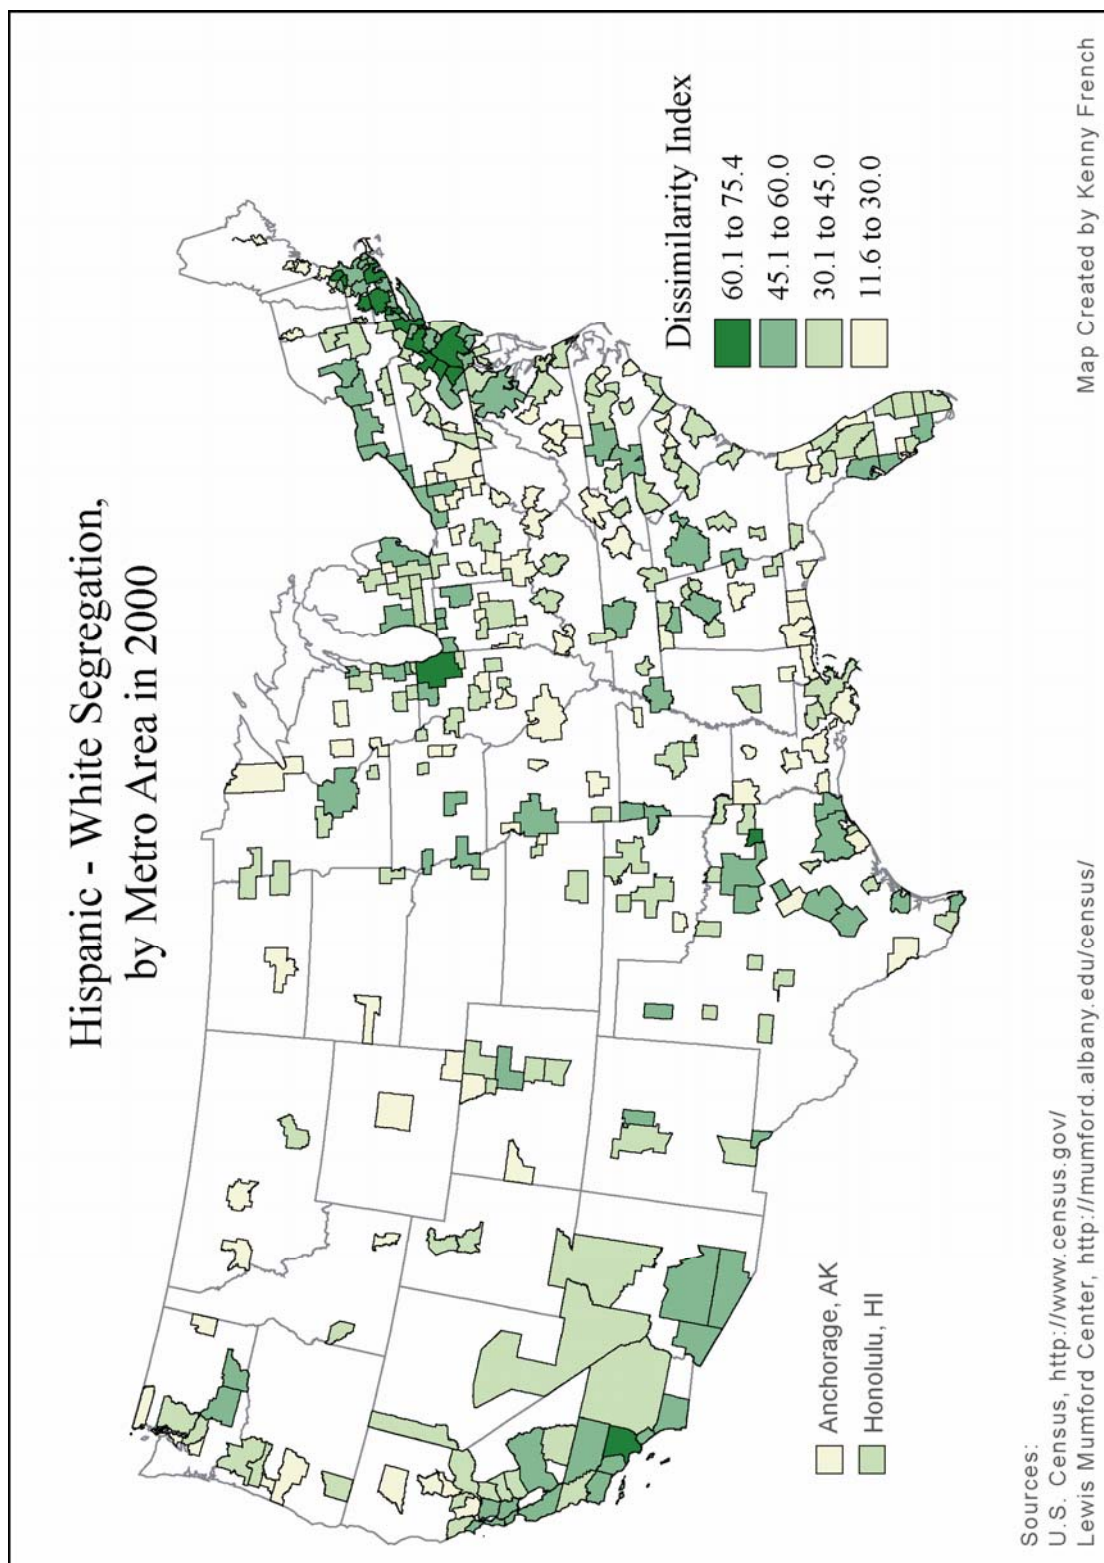 Hispanic - White Segregation,
by Metro Area in 2000
Dissimilarity Index
60.1 to 75.4
45.1 to 60.0
30.1 to 45.0
11.6 to 30.0
Anchorage, AK
Honolulu, HI
Sources:
U.S. Census, http://www.census.gov/
Lewis Mumford Center, http://mumford.albany.edu/census/
Map Created by Kenny French